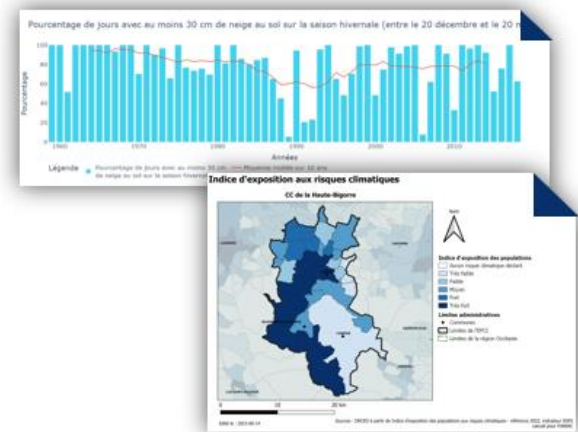 Pourcentage de jours avec au moins 30 cm de neige au sol sur la saison hivernale (entre le 20 décembre et le 20 m
Pourcentage
100
80
60
40
20
0
1960
1970
1980
1990
2000
2010
Années
Légende
Pourcentage de jours avec au moins 30 cm
de neige au sol sur la saison hivernale
Moyenne mobile sur 10 ans
Indice d'exposition aux risques climatiques
CC de la Haute-Bigorre
Nord
Indice d'exposition des populations
Aucun risque climatique déclaré
Très faible
Faible
Moyen
Fort
Très fort
Limites administratives
Communes
Limites de l'EPCI
Limites de la région Occitanie
0
10
20 km